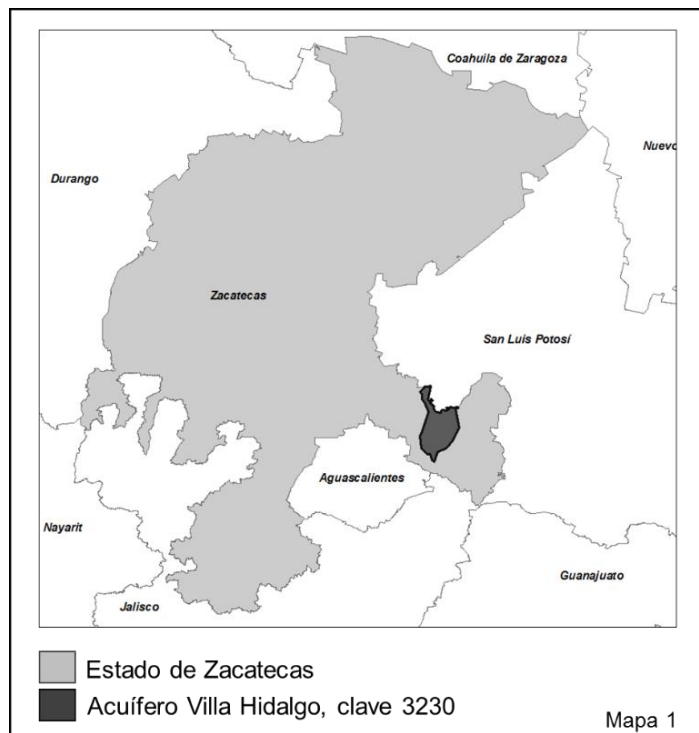 Coahuila de Zaragoza
Nuevo
Durango
Zacatecas
San Luis Potosí
Aguascalientes
Nayarit
Guanajuato
Jalisco
Estado de Zacatecas
Acuífero Villa Hidalgo, clave 3230
Mapa 1